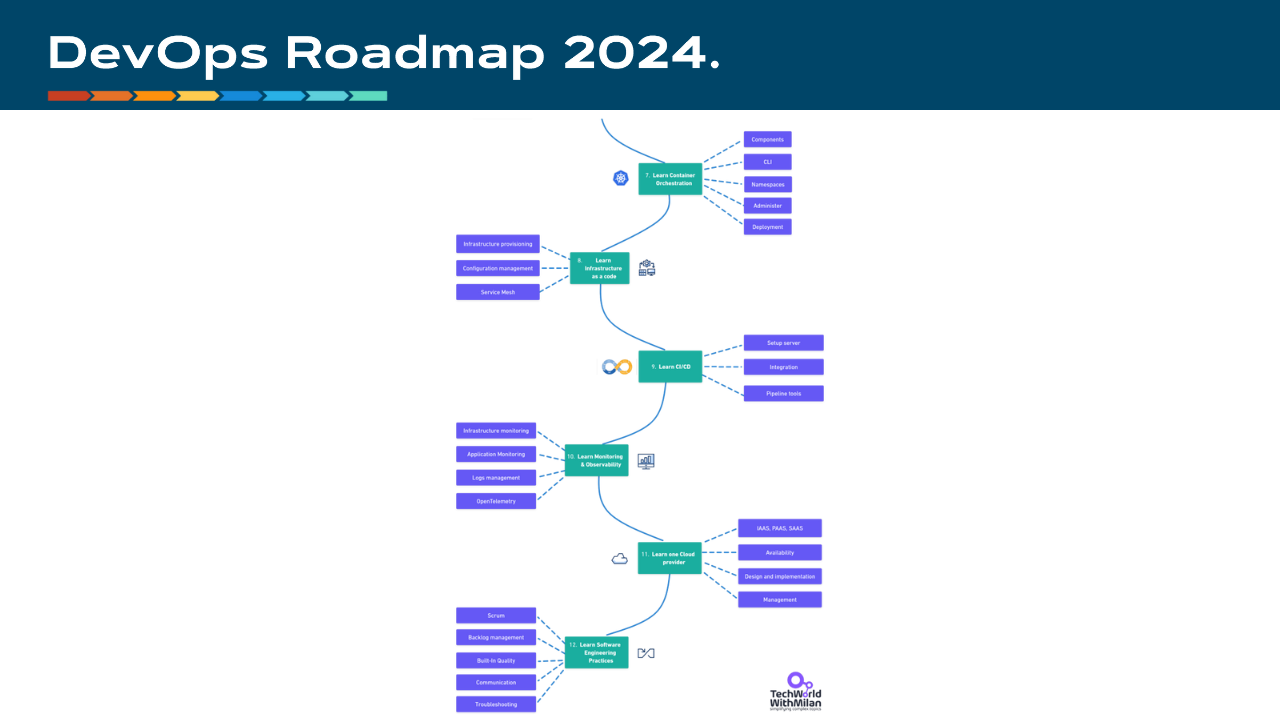 DevOps Roadmap 2024.
Components
CLI
7. Learn Container
Orchestration
Namespaces
Administer
Deployment
Infrastructure provisioning
Configuration management
Service Mesh
8. Learn
Infrastructure
as a code
Setup server
9. Learn CI/CD
Integration
Pipeline tools
Infrastructure monitoring
Application Monitoring
Logs management
OpenTelemetry
10. Learn Monitoring
& Observability
IAAS, PAAS, SAAS
Availability
11. Learn one Cloud
provider
Design and implementation
Management
Scrum
Backlog management
Built-In Quality
Communication
Troubleshooting
12. Learn Software
Engineering
Practices
TechWorld
WithMilan
simplifying complex topics